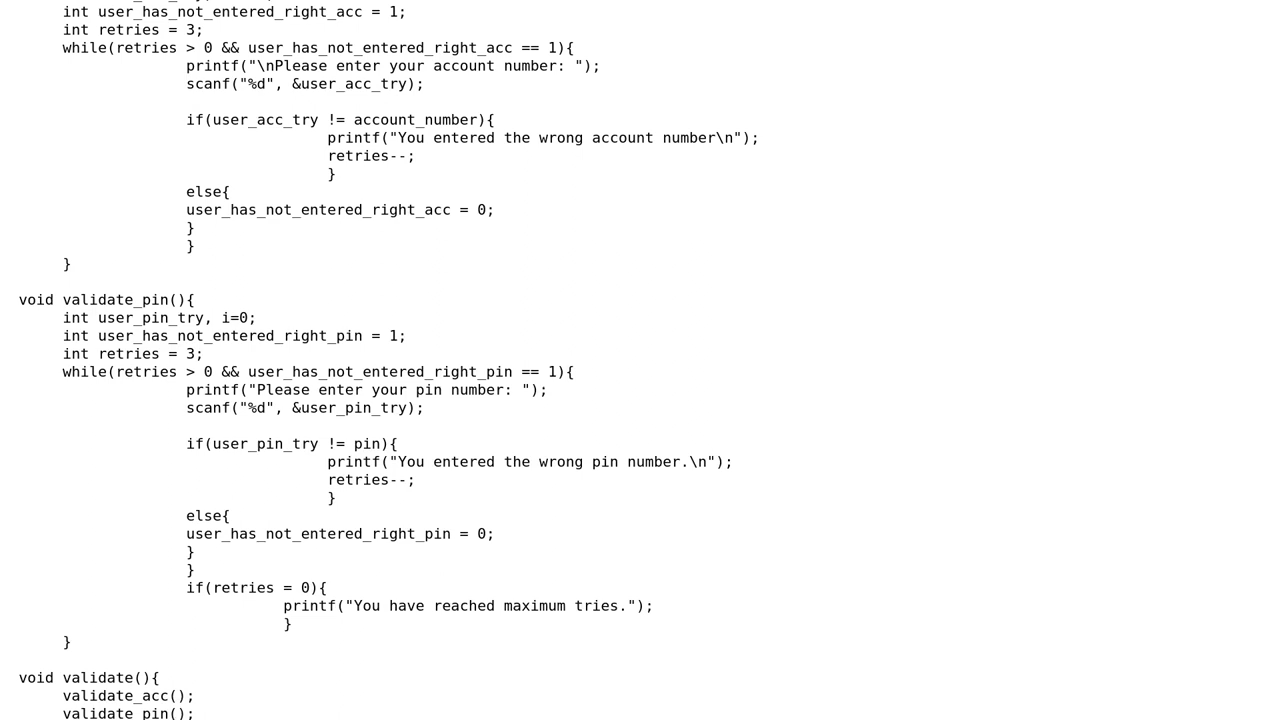 int user_has_not_entered_right_acc = 1;
int retries = 3;
while(retries > 0 && user_has_not_entered_right_acc == 1){
printf("\nPlease enter your account number: ");
scanf("%d", &user_acc_try);
if(user_acc_try != account_number){
printf("You entered the wrong account number\n");
retries--;
}
else{
user_has_not_entered_right_acc = 0;
}
}
}
void validate_pin(){
int user_pin_try, i=0;
int user_has_not_entered_right_pin = 1;
int retries = 3;
while(retries > 0 && user_has_not_entered_right_pin == 1){
printf("Please enter your pin number: ");
scanf("%d", &user_pin_try);
if(user_pin_try != pin){
printf("You entered the wrong pin number.\n");
retries--;
}
else{
user_has_not_entered_right_pin = 0;
}
}
if(retries = 0){
printf("You have reached maximum tries.");
}
}
void validate(){
validate_acc();
validate_pin();